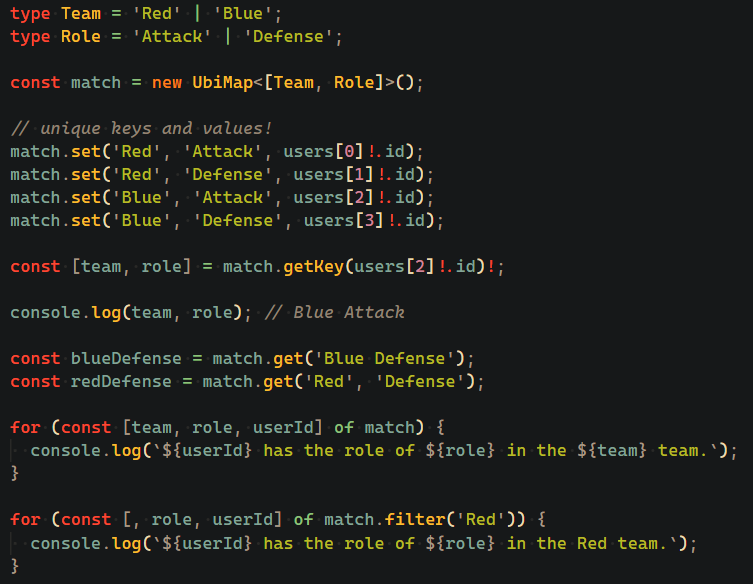 type Team = 'Red' | 'Blue';
type Role = 'Attack' | 'Defense';

const match = new UbiMap<[Team, Role]>();

// unique keys and values!
match.set('Red', 'Attack', users[0]!.id);
match.set('Red', 'Defense', users[1]!.id);
match.set('Blue', 'Attack', users[2]!.id);
match.set('Blue', 'Defense', users[3]!.id);

const [team, role] = match.getKey(users[2]!.id)!;

console.log(team, role); // Blue Attack

const blueDefense = match.get('Blue Defense');
const redDefense = match.get('Red', 'Defense');

for (const [team, role, userId] of match) {
  console.log(`${userId} has the role of ${role} in the ${team} team.`);
}

for (const [, role, userId] of match.filter('Red')) {
  console.log(`${userId} has the role of ${role} in the Red team.`);
}